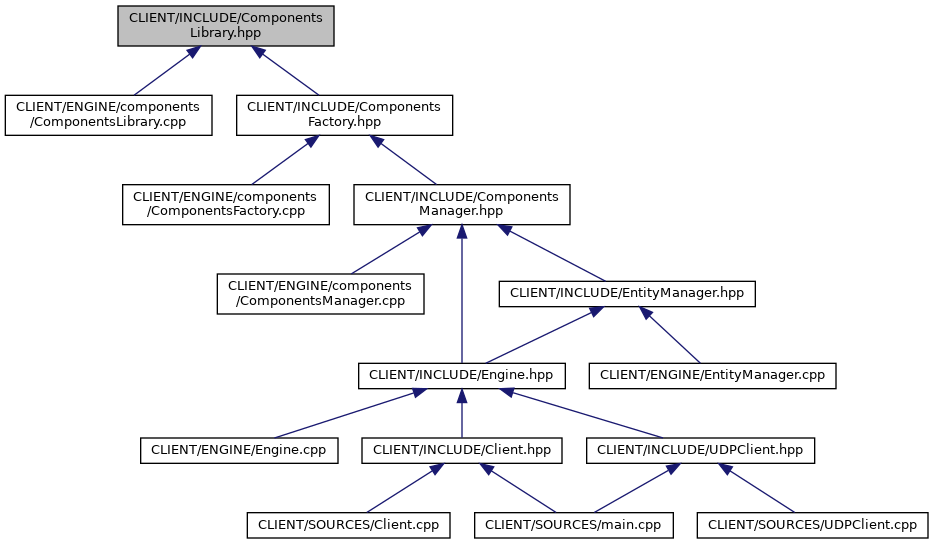 CLIENT/INCLUDE/Components
Library.hpp
CLIENT/ENGINE/components
/ComponentsLibrary.cpp
CLIENT/INCLUDE/Components
Factory.hpp
CLIENT/ENGINE/components
/ComponentsFactory.cpp
CLIENT/INCLUDE/Components
Manager.hpp
CLIENT/ENGINE/components
/ComponentsManager.cpp
CLIENT/INCLUDE/EntityManager.hpp
CLIENT/INCLUDE/Engine.hpp
CLIENT/ENGINE/EntityManager.cpp
CLIENT/ENGINE/Engine.cpp
CLIENT/INCLUDE/Client.hpp
CLIENT/INCLUDE/UDPClient.hpp
CLIENT/SOURCES/Client.cpp
CLIENT/SOURCES/main.cpp
CLIENT/SOURCES/UDPClient.cpp